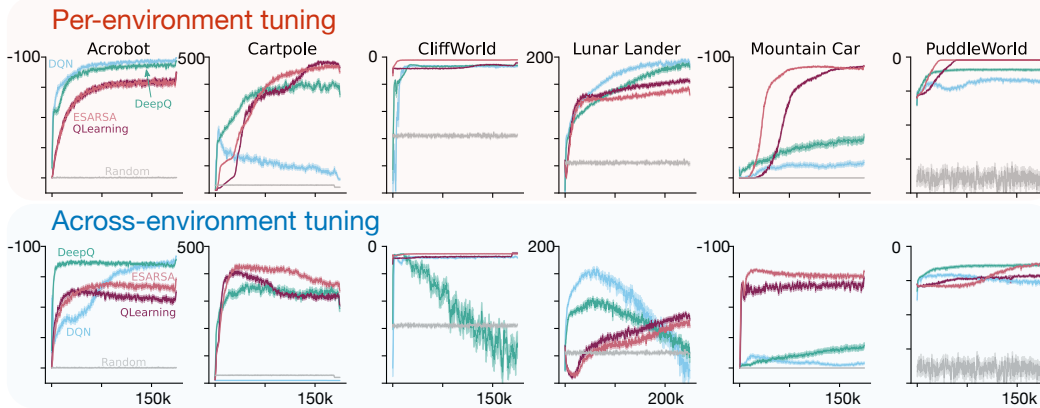 Per-environment tuning
Acrobot Cartpole CliffWorld Lunar Lander Mountain Car PuddleWorld
-100 500 0 200 -100 0
DQN
DeepQ
ESARSA
QLearning
Random
Across-environment tuning
-100 500 0 200 -100 0
DeepQ
ESARSA
QLearning
DQN
Random
150k 150k 150k 200k 150k 150k